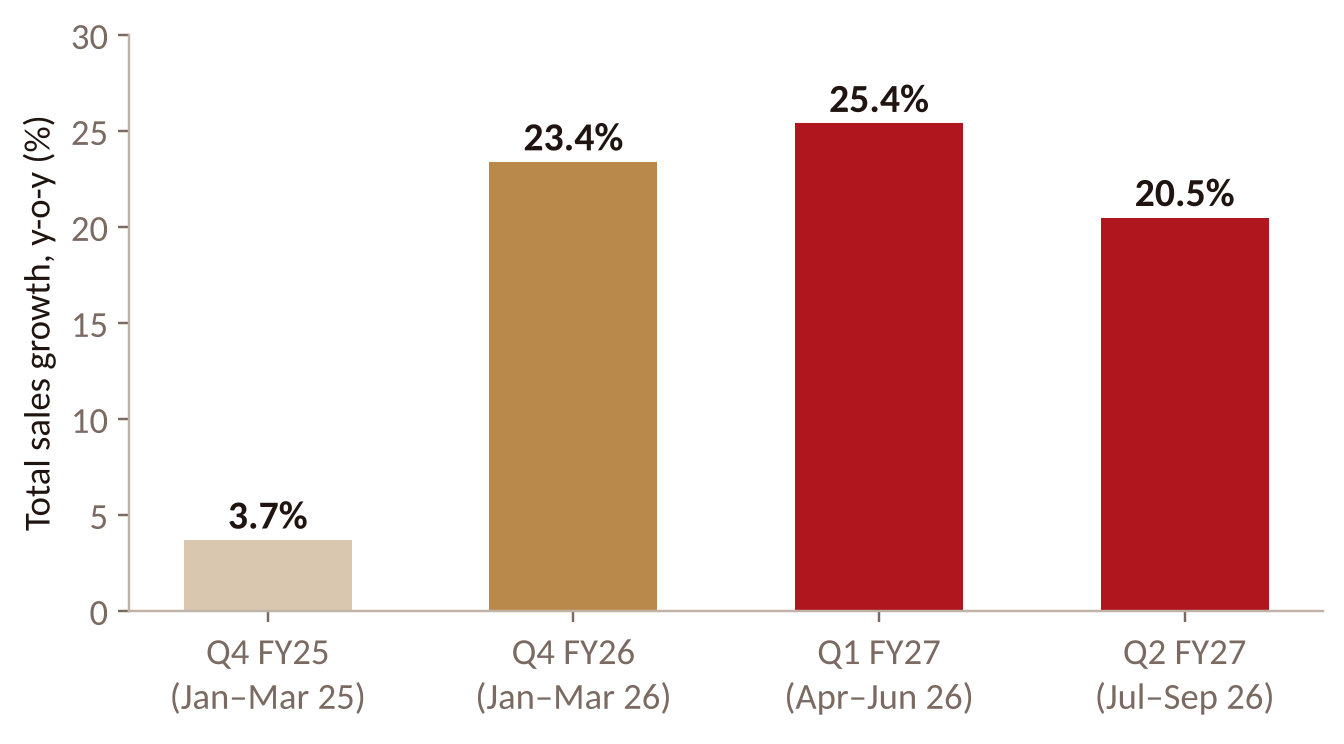 Total sales growth, y-o-y (%)
30
25
20
15
10
5
0
3.7%
23.4%
25.4%
20.5%
Q4 FY25
(Jan–Mar 25)
Q4 FY26
(Jan–Mar 26)
Q1 FY27
(Apr–Jun 26)
Q2 FY27
(Jul–Sep 26)